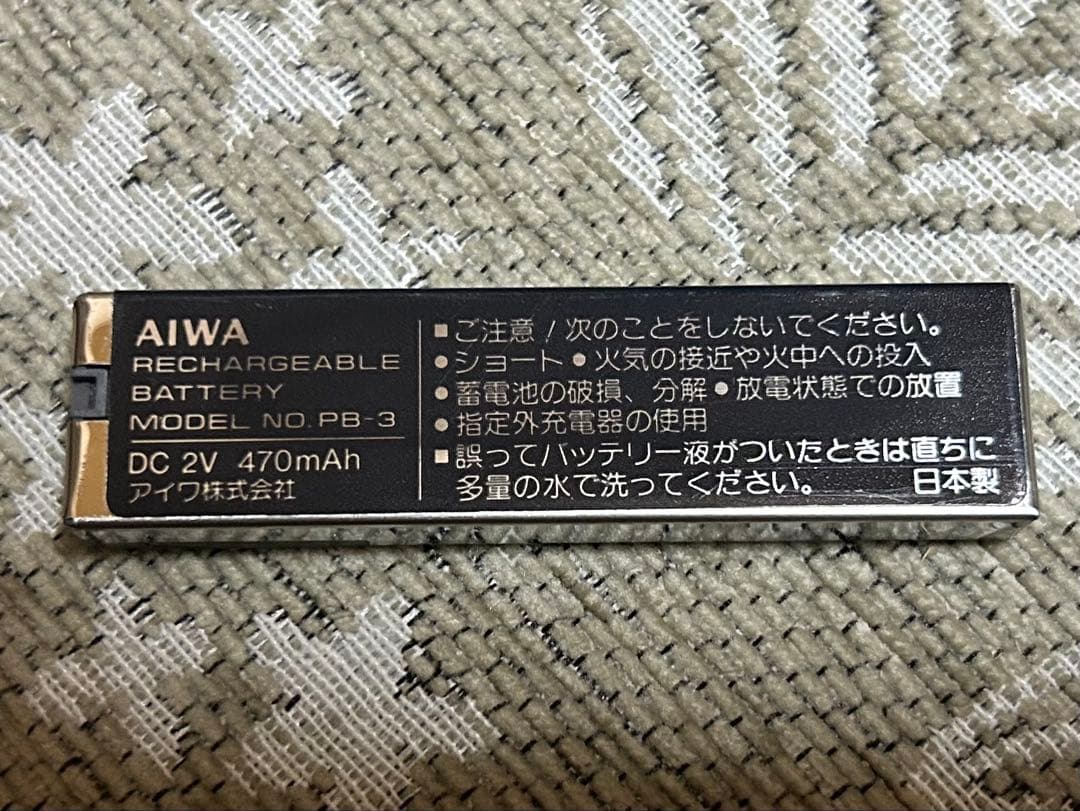 AIWA
RECHARGEABLE
BATTERY
MODEL NO. PB-3
DC 2V 470mAh
アイワ株式会社
■ご注意/次のことをしないでください。
●ショート●火気の接近や火中への投入
●蓄電池の破損、分解●放電状態での放置
●指定外充電器の使用
■誤ってバッテリー液がついたときは直ちに
多量の水で洗ってください。 日本製